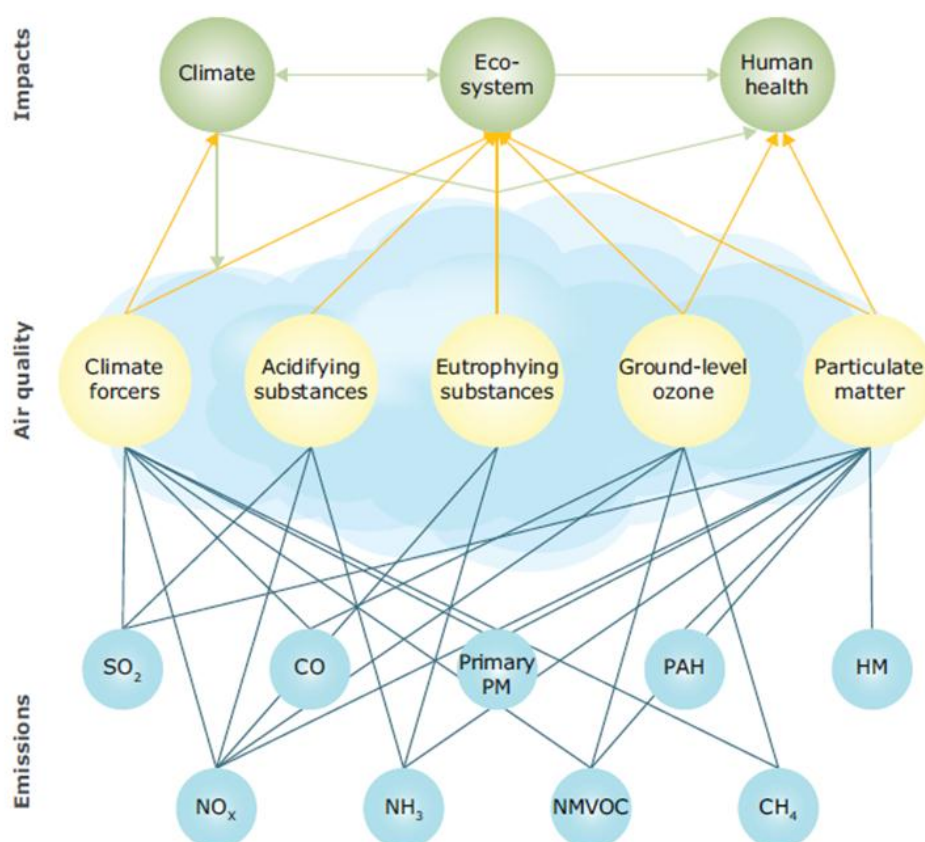 Impacts
Climate
Eco-
system
Human
health
Air quality
Climate
forcers
Acidifying
substances
Eutrophying
substances
Ground-level
ozone
Particulate
matter
Emissions
SO₂
CO
Primary
PM
PAH
HM
NOₓ
NH₃
NMVOC
CH₄